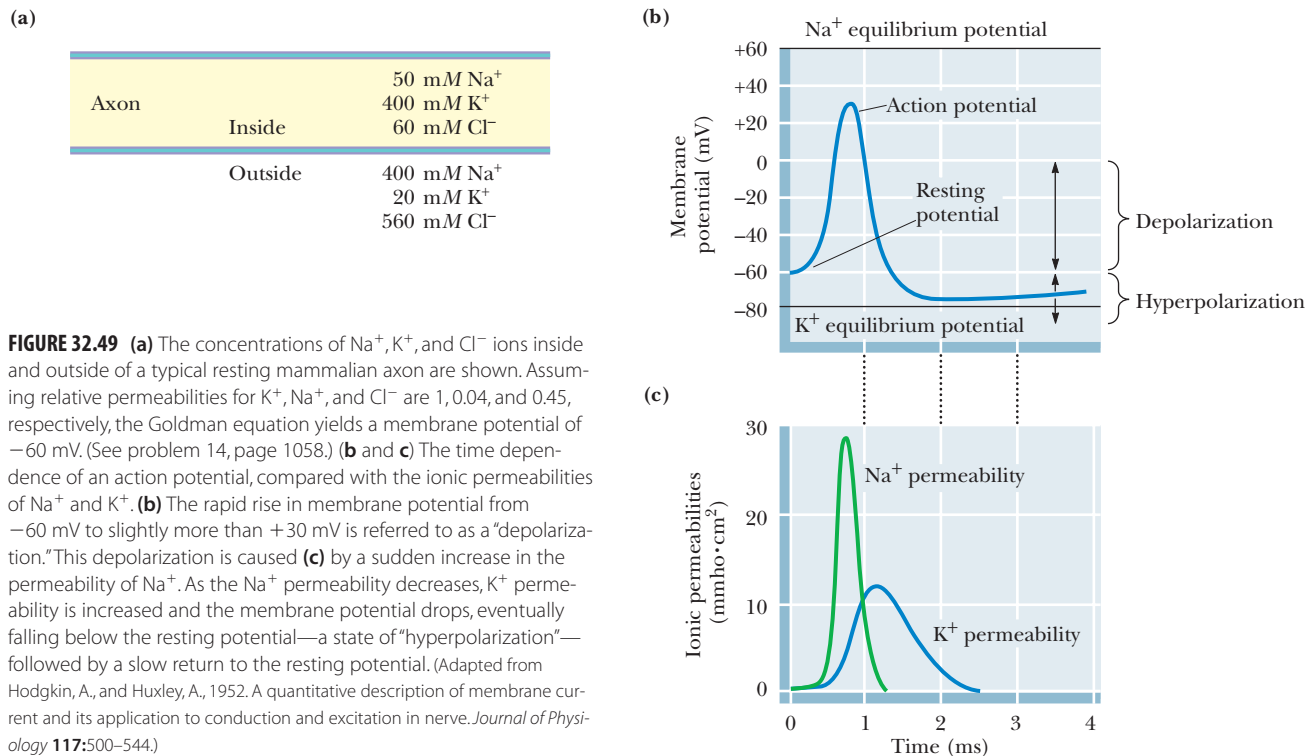 (a)
50 mM Na⁺
Axon 400 mM K⁺
Inside 60 mM Cl⁻
Outside 400 mM Na⁺
20 mM K⁺
560 mM Cl⁻
FIGURE 32.49 (a) The concentrations of Na⁺, K⁺, and Cl⁻ ions inside
and outside of a typical resting mammalian axon are shown. Assum-
ing relative permeabilities for K⁺, Na⁺, and Cl⁻ are 1, 0.04, and 0.45,
respectively, the Goldman equation yields a membrane potential of
−60 mV. (See problem 14, page 1058.) (b and c) The time depen-
dence of an action potential, compared with the ionic permeabilities
of Na⁺ and K⁺. (b) The rapid rise in membrane potential from
−60 mV to slightly more than +30 mV is referred to as a "depolariza-
tion." This depolarization is caused (c) by a sudden increase in the
permeability of Na⁺. As the Na⁺ permeability decreases, K⁺ perme-
ability is increased and the membrane potential drops, eventually
falling below the resting potential—a state of "hyperpolarization"—
followed by a slow return to the resting potential. (Adapted from
Hodgkin, A., and Huxley, A., 1952. A quantitative description of membrane cur-
rent and its application to conduction and excitation in nerve. Journal of Physi-
ology 117:500–544.)
(b)
Na⁺ equilibrium potential
+60
+40
+20
0
−20
−40
−60
−80
Membrane
potential (mV)
Action potential
Resting
potential
Depolarization
Hyperpolarization
K⁺ equilibrium potential
(c)
30
20
10
0
Ionic permeabilities
(mmho·cm²)
Na⁺ permeability
K⁺ permeability
0 1 2 3 4
Time (ms)